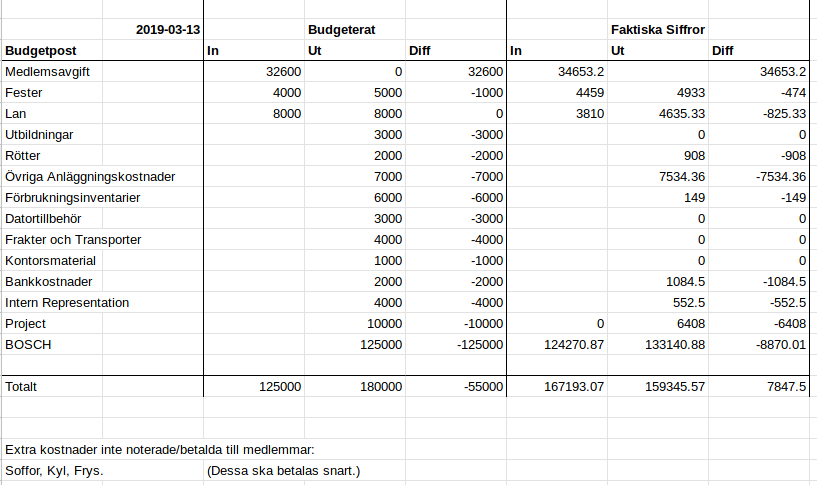 2019-03-13 Budgeterat Faktiska Siffror
Budgetpost In Ut Diff In Ut Diff
Medlemsavgift 32600 0 32600 34653.2 34653.2
Fester 4000 5000 -1000 4459 4933 -474
Lan 8000 8000 0 3810 4635.33 -825.33
Utbildningar 3000 -3000 0 0
Rötter 2000 -2000 908 -908
Övriga Anläggningskostnader 7000 -7000 7534.36 -7534.36
Förbrukningsinventarier 6000 -6000 149 -149
Datortillbehör 3000 -3000 0 0
Frakter och Transporter 4000 -4000 0 0
Kontorsmaterial 1000 -1000 0 0
Bankkostnader 2000 -2000 1084.5 -1084.5
Intern Representation 4000 -4000 552.5 -552.5
Project 10000 -10000 0 6408 -6408
BOSCH 125000 -125000 124270.87 133140.88 -8870.01
Totalt 125000 180000 -55000 167193.07 159345.57 7847.5
Extra kostnader inte noterade/betalda till medlemmar:
Soffor, Kyl, Frys. (Dessa ska betalas snart.)